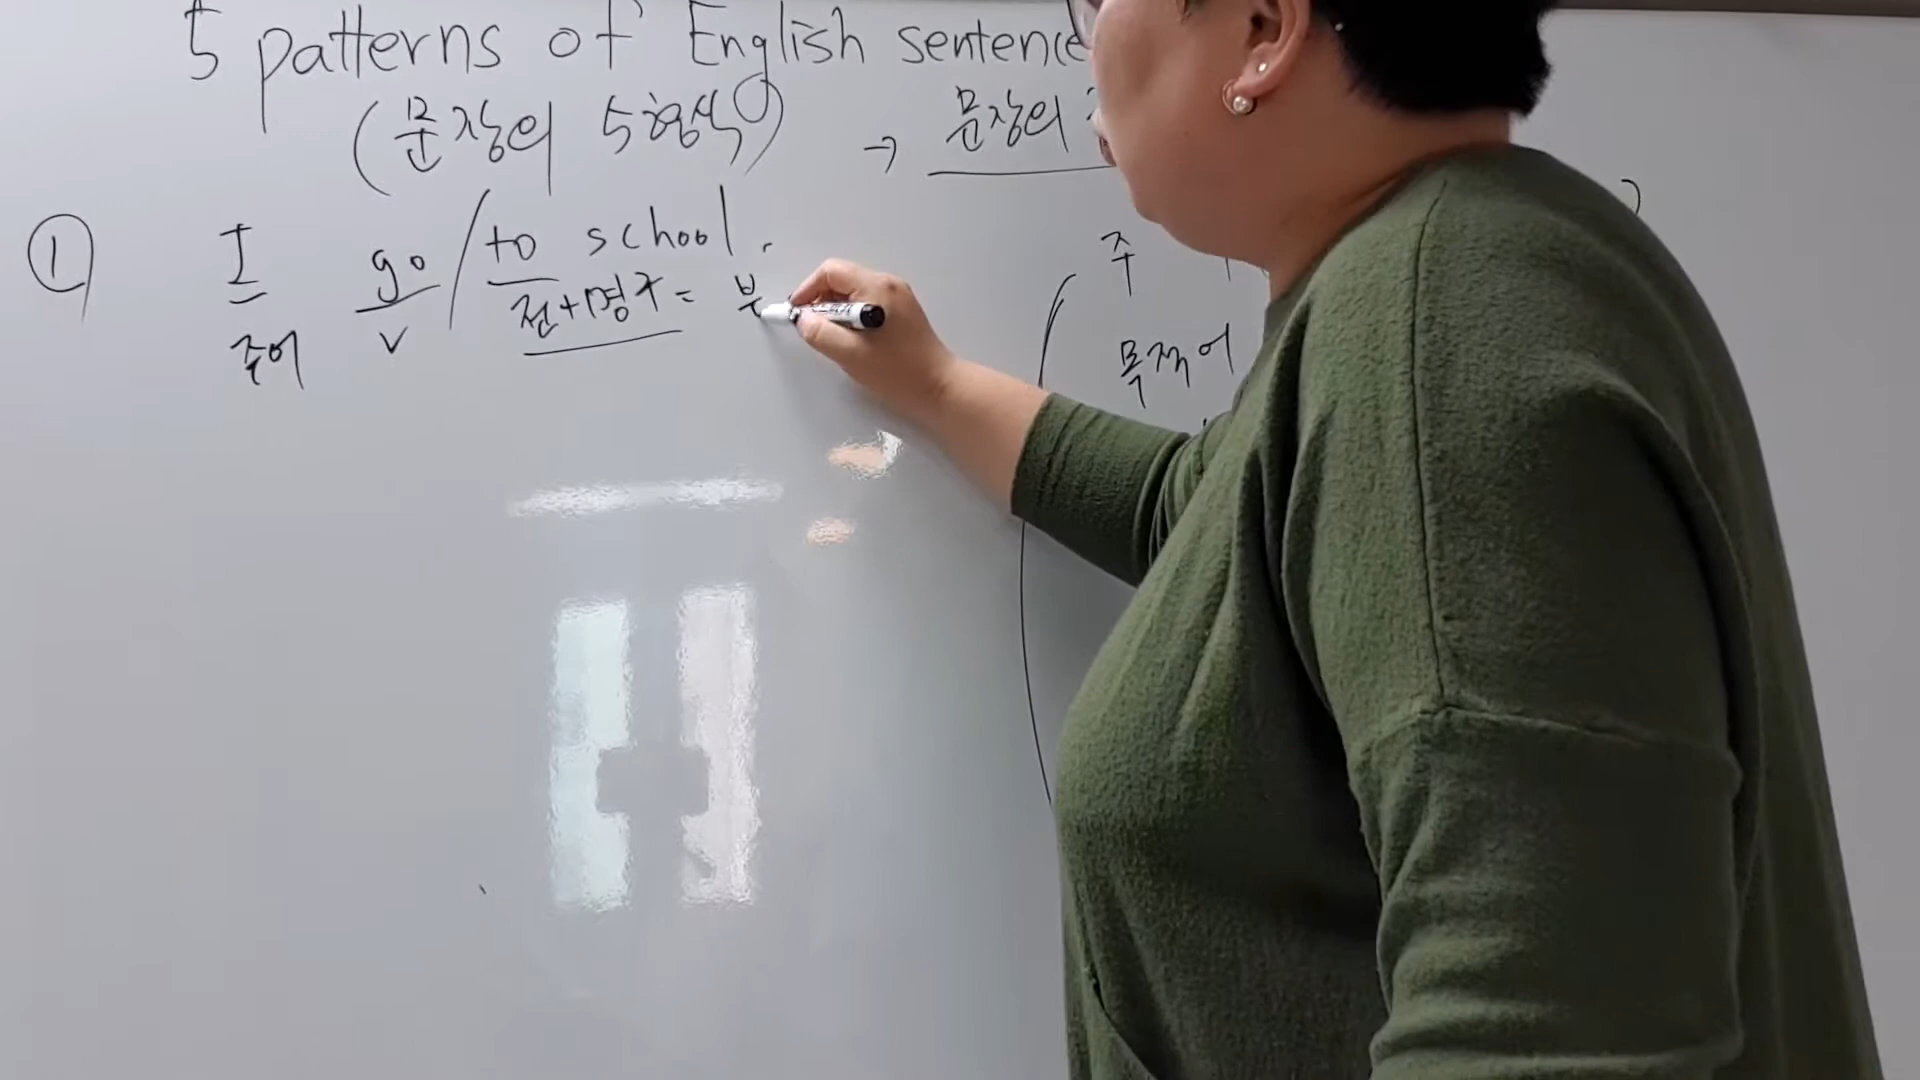 5 patterns of English sentence
(문장의 5형식) → 문장의
① I go / to school.
주어 v 전+명구 = 부
주
목적어